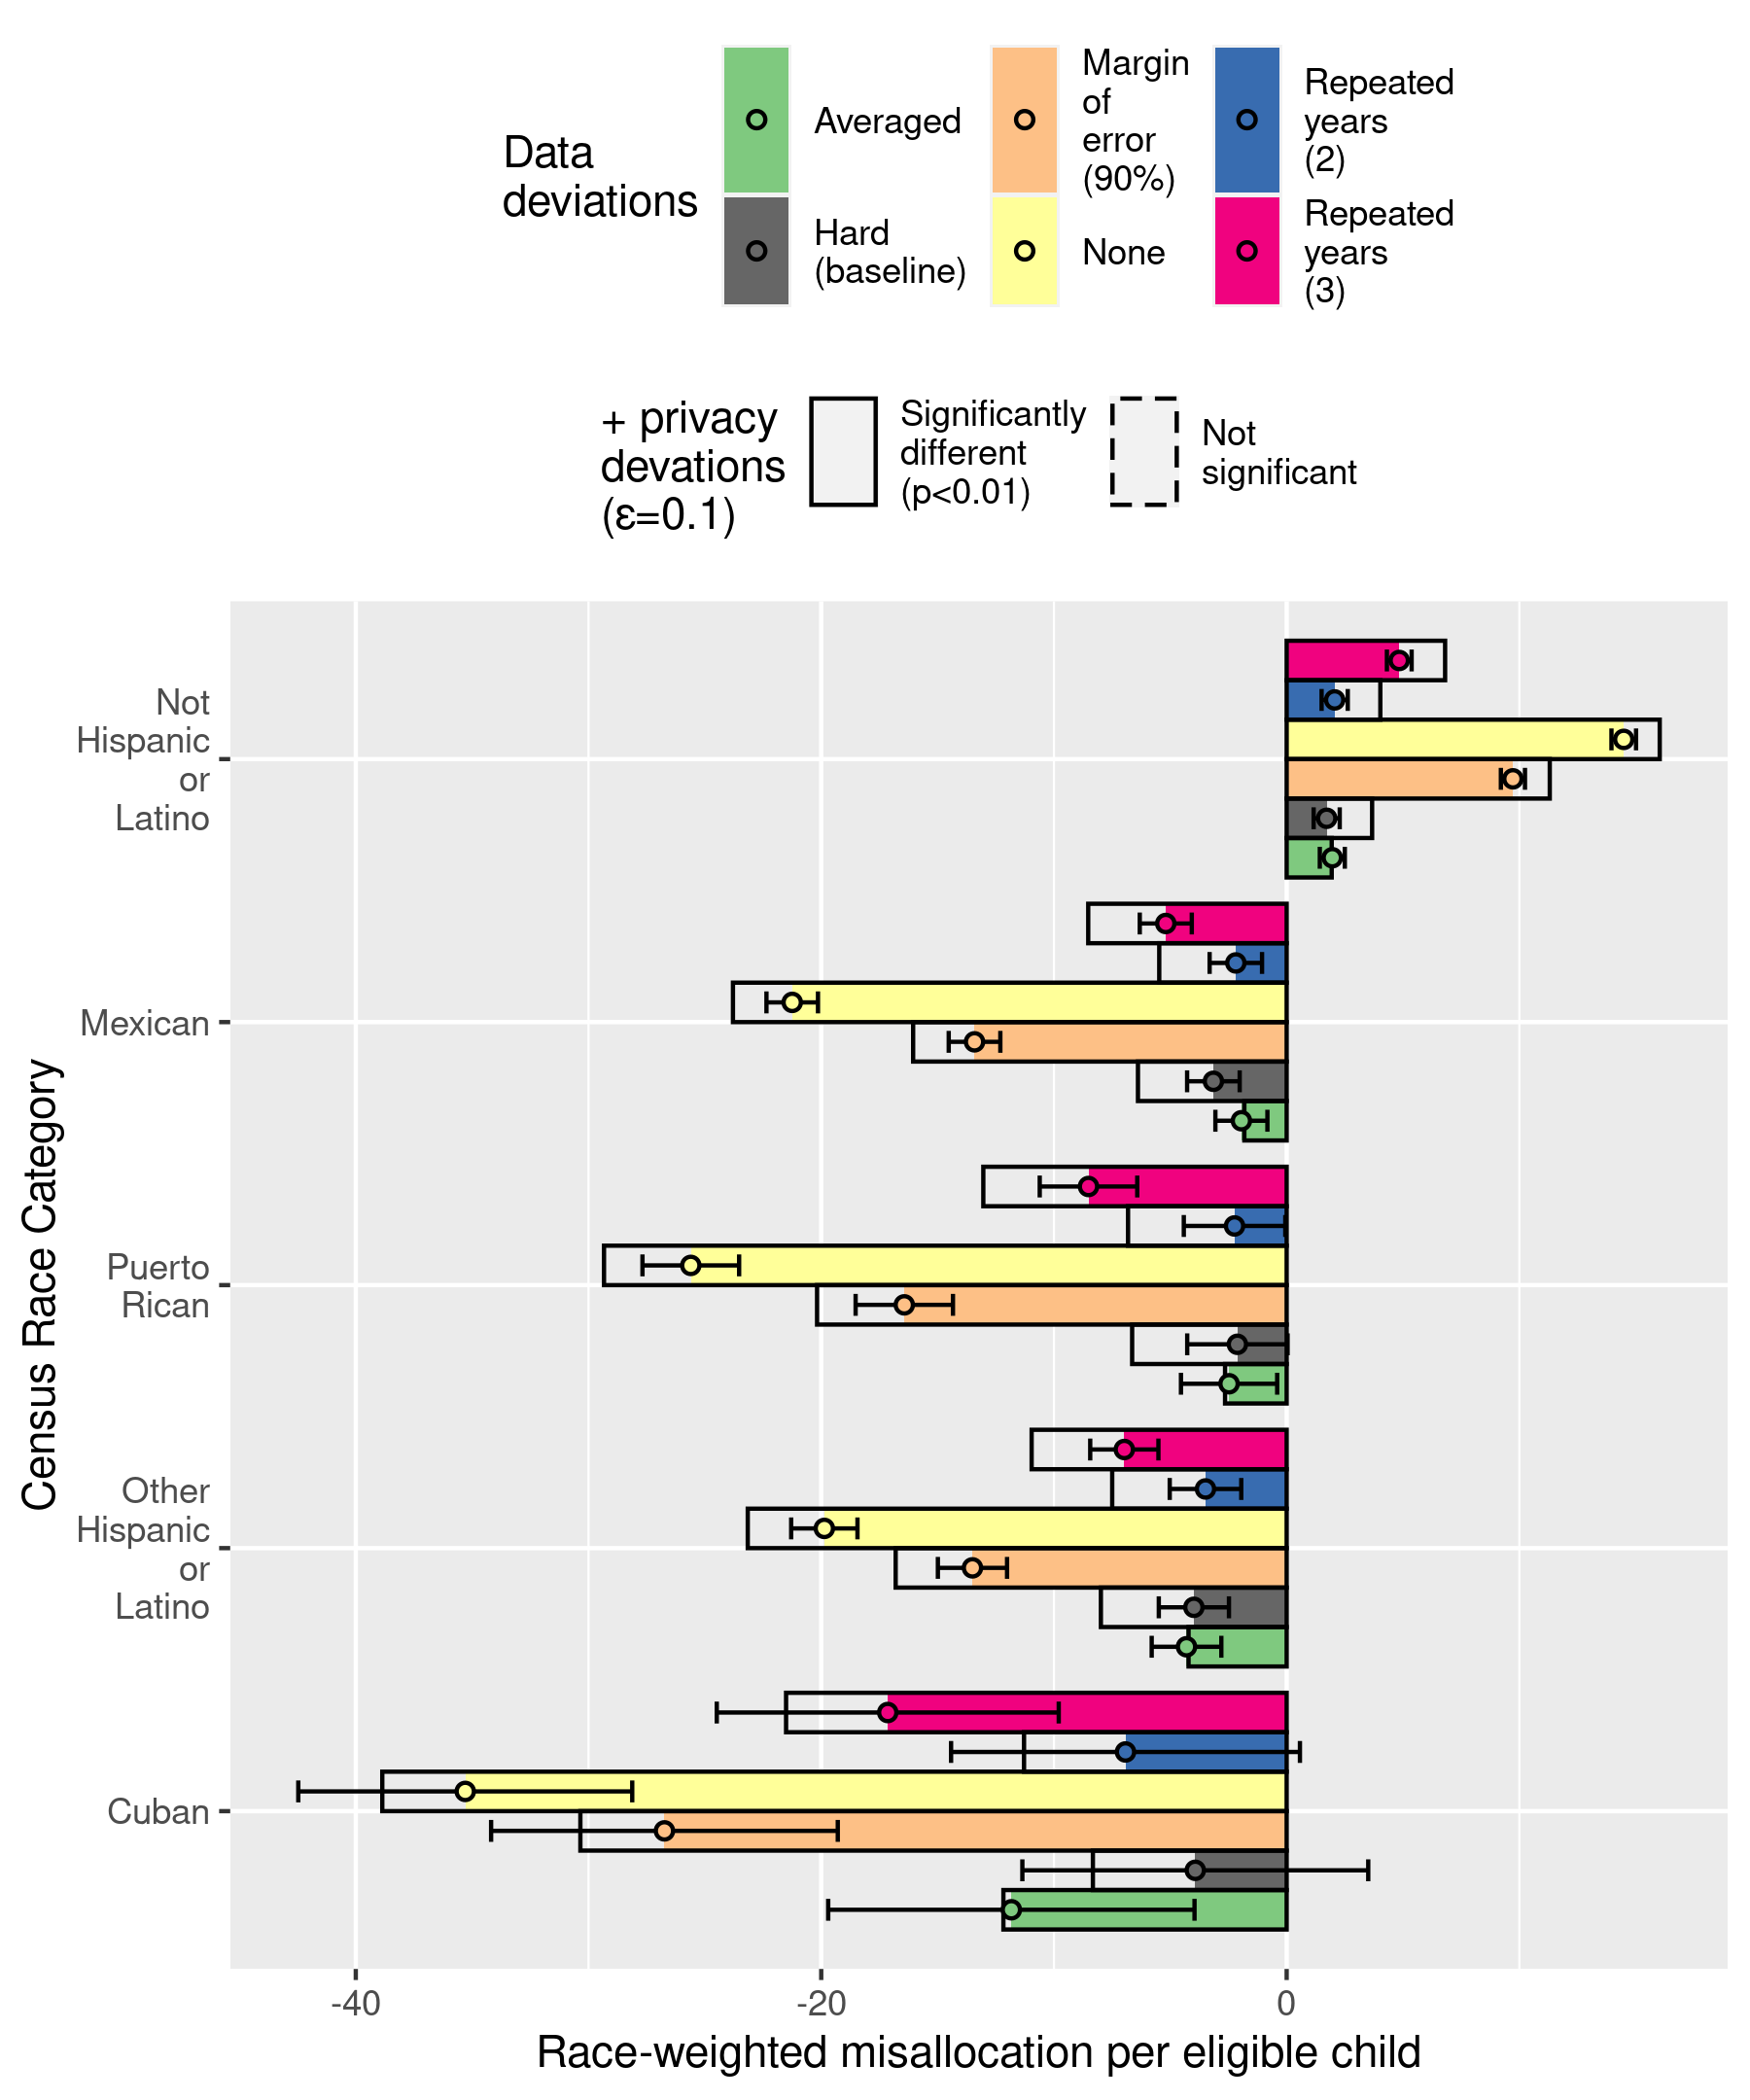 Data
deviations
Averaged
Hard
(baseline)
Margin
of
error
(90%)
None
Repeated
years
(2)
Repeated
years
(3)
+ privacy
devations
(ε=0.1)
Significantly
different
(p<0.01)
Not
significant
Census Race Category
Not
Hispanic
or
Latino
Mexican
Puerto
Rican
Other
Hispanic
or
Latino
Cuban
-40
-20
0
Race-weighted misallocation per eligible child